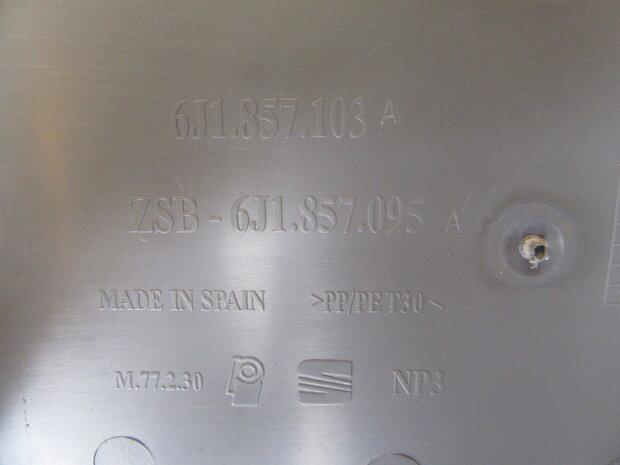 6J1.857.103 A
ZSB - 6J1.857.095 A
MADE IN SPAIN >PP/PE T30<
M.77.2.30 NP3